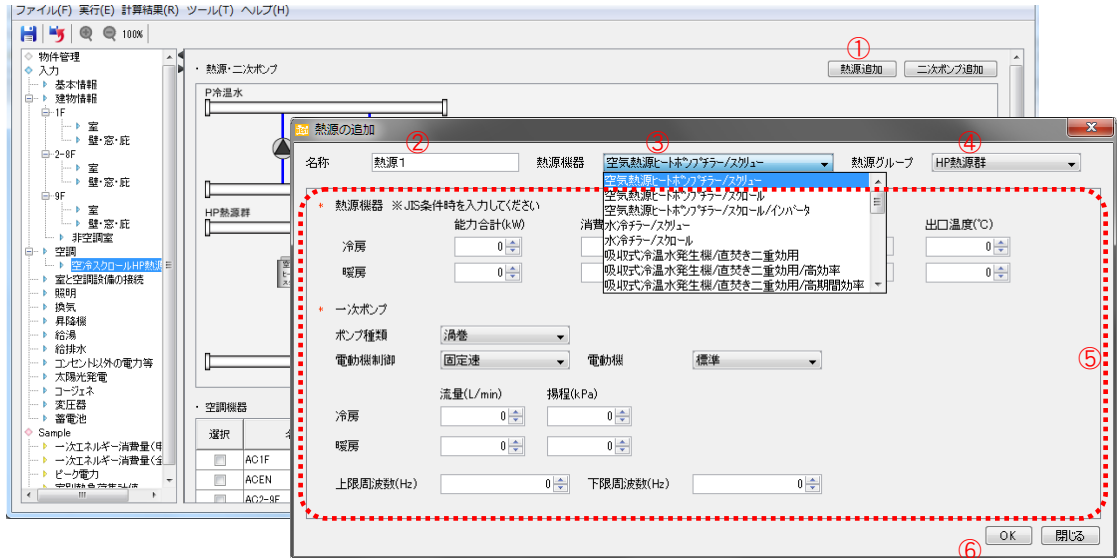 ファイル(F) 実行(E) 計算結果(R) ツール(T) ヘルプ(H)
100%
物件管理
入力
基本情報
建物情報
1F
室
壁・窓・庇
2-8F
室
壁・窓・庇
9F
室
壁・窓・庇
非空調室
空調
空冷スクロールHP熱源
室と空調設備の接続
照明
換気
昇降機
給湯
給排水
コンセント以外の電力等
太陽光発電
コージェネ
変圧器
蓄電池
Sample
一次エネルギー消費量(
一次エネルギー消費量(全
ピーク電力
・ 熱源・二次ポンプ
①
熱源追加 二次ポンプ追加
P冷温水
HP熱源群
・ 空調機器
選択
AC1F
ACEN
AC2-9F
熱源の追加
② ③ ④
名称 熱源1 熱源機器 空気熱源ヒートポンプチラー/スクリュー 熱源グループ HP熱源群
空気熱源ヒートポンプチラー/スクリュー
空気熱源ヒートポンプチラー/スクロール
空気熱源ヒートポンプチラー/スクロール/インバータ
水冷チラー/スクリュー
水冷チラー/スクロール
吸収式冷温水発生機/直焚き二重効用
吸収式冷温水発生機/直焚き二重効用/高効率
吸収式冷温水発生機/直焚き二重効用/高期間効率
* 熱源機器 ※JIS条件時を入力してください
能力合計(kW) 消費 出口温度(℃)
冷房 0 0
暖房 0 0
* 一次ポンプ
ポンプ種類 渦巻
電動機制御 固定速 電動機 標準
⑤
流量(L/min) 揚程(kPa)
冷房 0 0
暖房 0 0
上限周波数(Hz) 0 下限周波数(Hz) 0
⑥
OK 閉じる